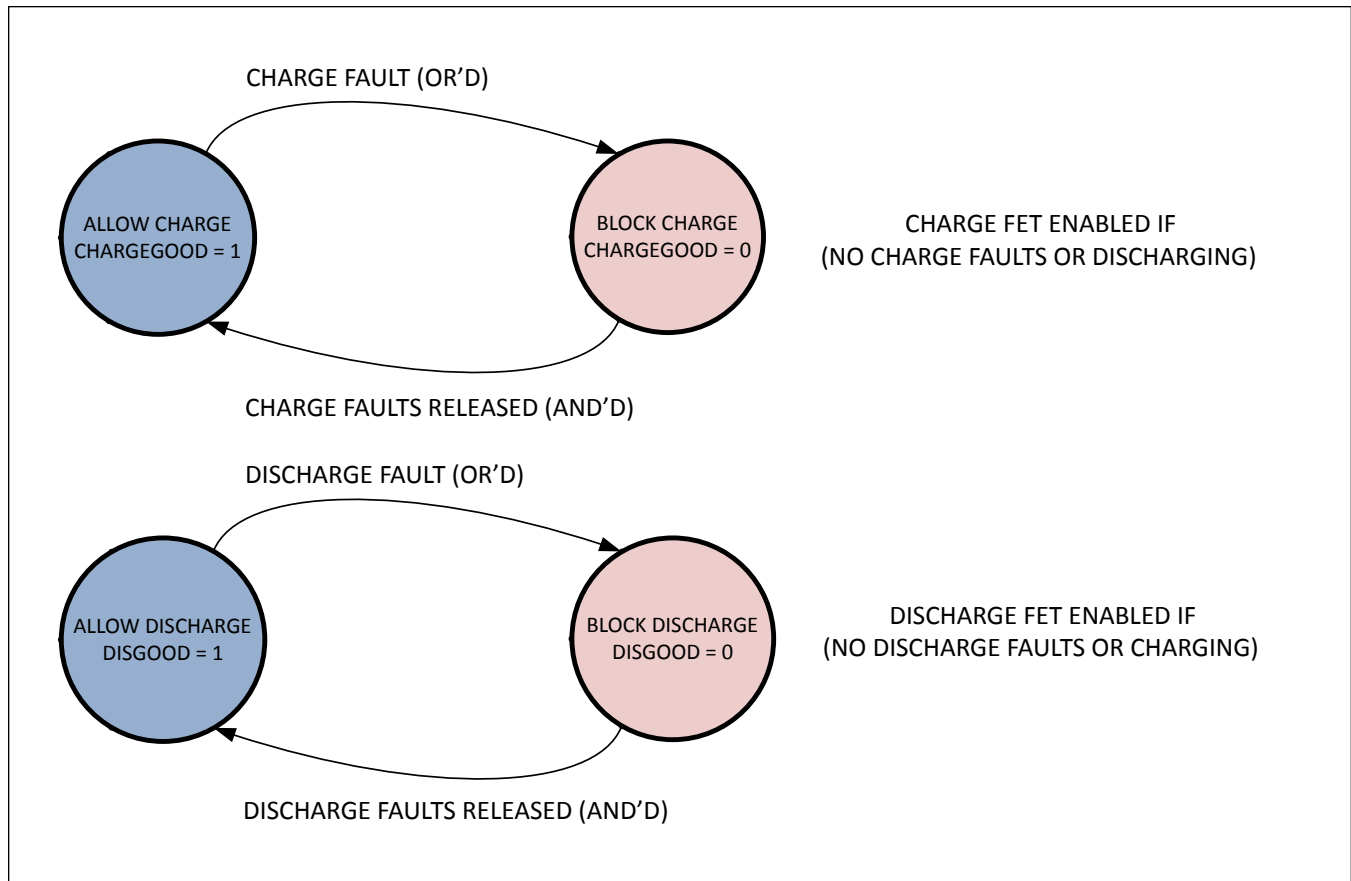 CHARGE FAULT (OR’D)
ALLOW CHARGE
CHARGEGOOD = 1
BLOCK CHARGE
CHARGEGOOD = 0
CHARGE FET ENABLED IF
(NO CHARGE FAULTS OR DISCHARGING)
CHARGE FAULTS RELEASED (AND’D)
DISCHARGE FAULT (OR’D)
ALLOW DISCHARGE
DISGOOD = 1
BLOCK DISCHARGE
DISGOOD = 0
DISCHARGE FET ENABLED IF
(NO DISCHARGE FAULTS OR CHARGING)
DISCHARGE FAULTS RELEASED (AND’D)